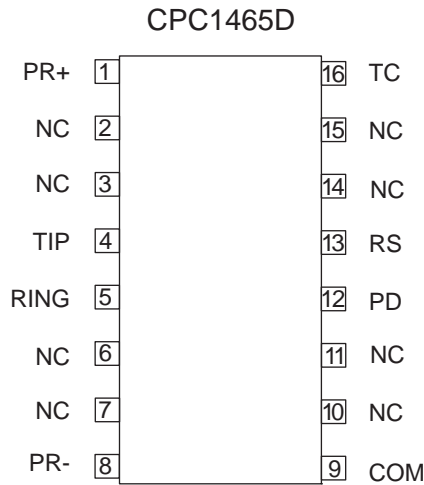 CPC1465D
PR+ 1 16 TC
NC 2 15 NC
NC 3 14 NC
TIP 4 13 RS
RING 5 12 PD
NC 6 11 NC
NC 7 10 NC
PR- 8 9 COM